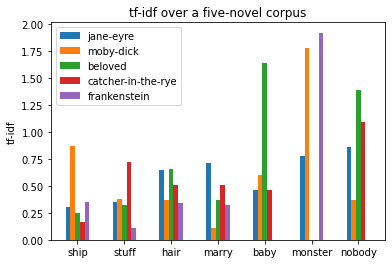 tf-idf over a five-novel corpus
jane-eyre
moby-dick
beloved
catcher-in-the-rye
frankenstein
tf-idf
2.00
1.75
1.50
1.25
1.00
0.75
0.50
0.25
0.00
ship stuff hair marry baby monster nobody